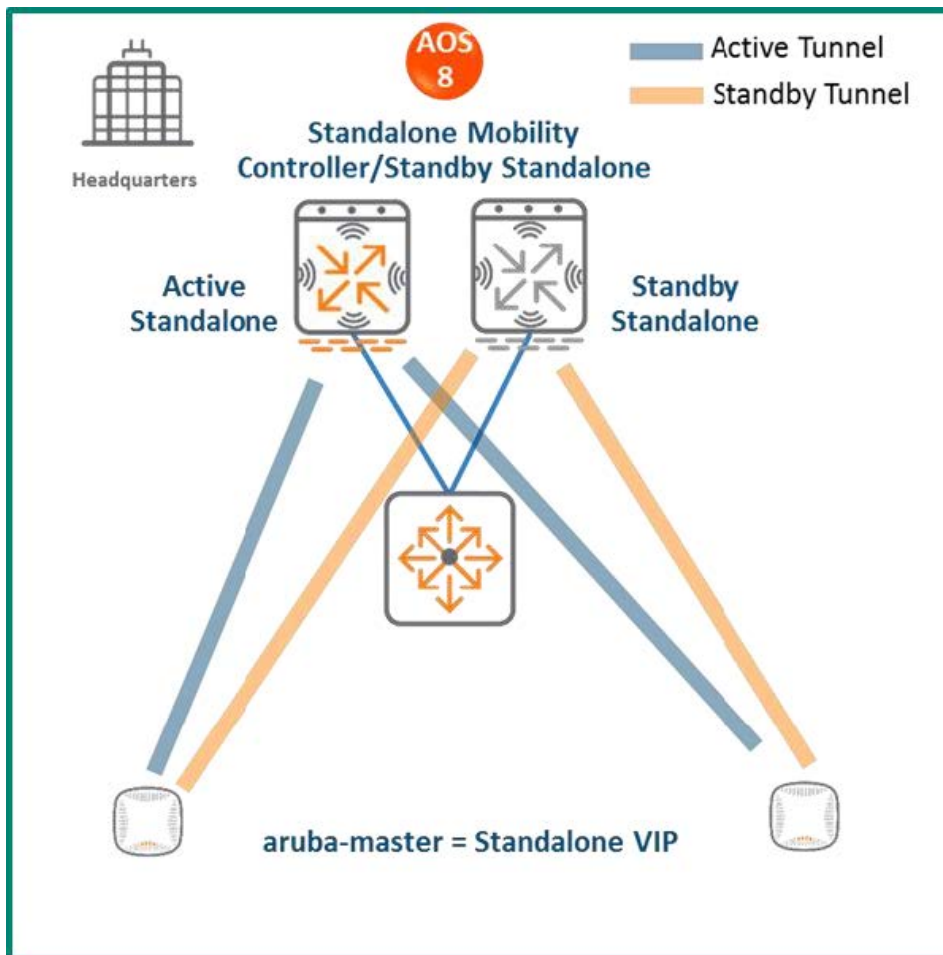 AOS
8
Active Tunnel
Standby Tunnel
Headquarters
Standalone Mobility
Controller/Standby Standalone
Active
Standalone
Standby
Standalone
aruba-master = Standalone VIP